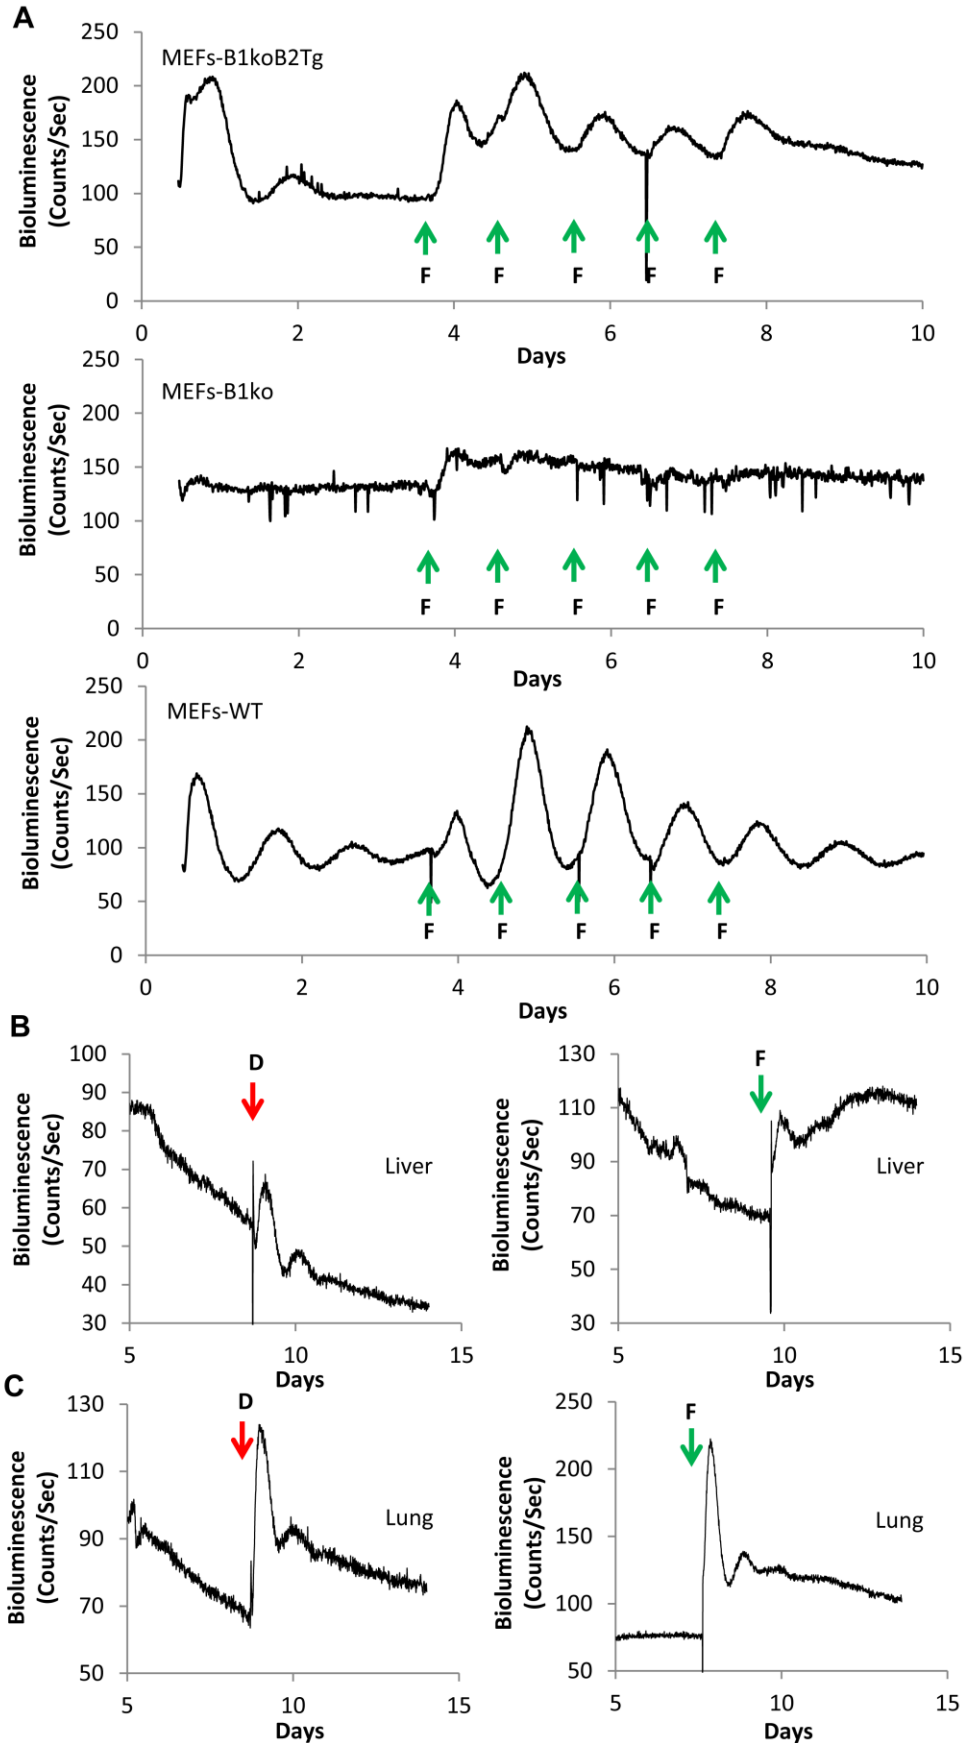 A
MEFs-B1koB2Tg
Bioluminescence
(Counts/Sec)
250
200
150
100
50
0
F F F F F
0 2 4 6 8 10
Days
MEFs-B1ko
Bioluminescence
(Counts/Sec)
250
200
150
100
50
0
F F F F F
0 2 4 6 8 10
Days
MEFs-WT
Bioluminescence
(Counts/Sec)
250
200
150
100
50
0
F F F F F
0 2 4 6 8 10
Days
B
Bioluminescence
(Counts/Sec)
100
90
80
70
60
50
40
30
D
Liver
5 10 15
Days
Bioluminescence
(Counts/Sec)
130
110
90
70
50
30
F
Liver
5 10 15
Days
C
Bioluminescence
(Counts/Sec)
130
110
90
70
50
D
Lung
5 10 15
Days
Bioluminescence
(Counts/Sec)
250
200
150
100
50
F
Lung
5 10 15
Days